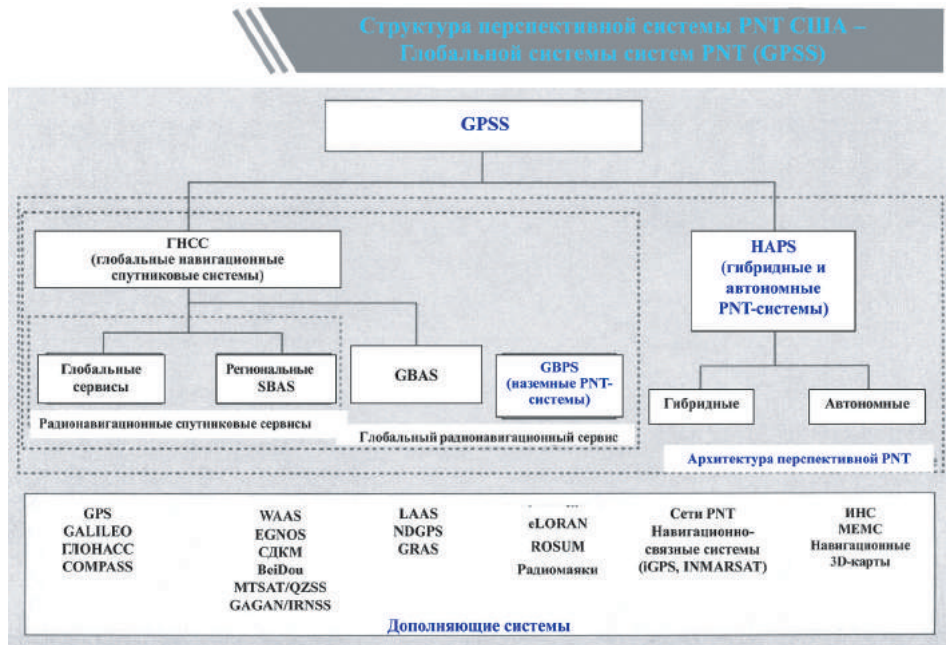 Структура перспективной системы PNT США –
Глобальной системы систем PNT (GPSS)
GPSS
ГНСС
(глобальные навигационные
спутниковые системы)
HAPS
(гибридные и
автономные
PNT-системы)
Глобальные
сервисы
Региональные
SBAS
GBAS
GBPS
(наземные PNT-
системы)
Гибридные
Автономные
Радионавигационные спутниковые сервисы
Глобальный радионавигационный сервис
Архитектура перспективной PNT
GPS
GALILEO
ГЛОНАСС
COMPASS
WAAS
EGNOS
СДКМ
BeiDou
MTSAT/QZSS
GAGAN/IRNSS
LAAS
NDGPS
GRAS
eLORAN
ROSUM
Радиомаяки
Сети PNT
Навигационно-
связные системы
(iGPS, INMARSAT)
ИНС
МЕМС
Навигационные
3D-карты
Дополняющие системы